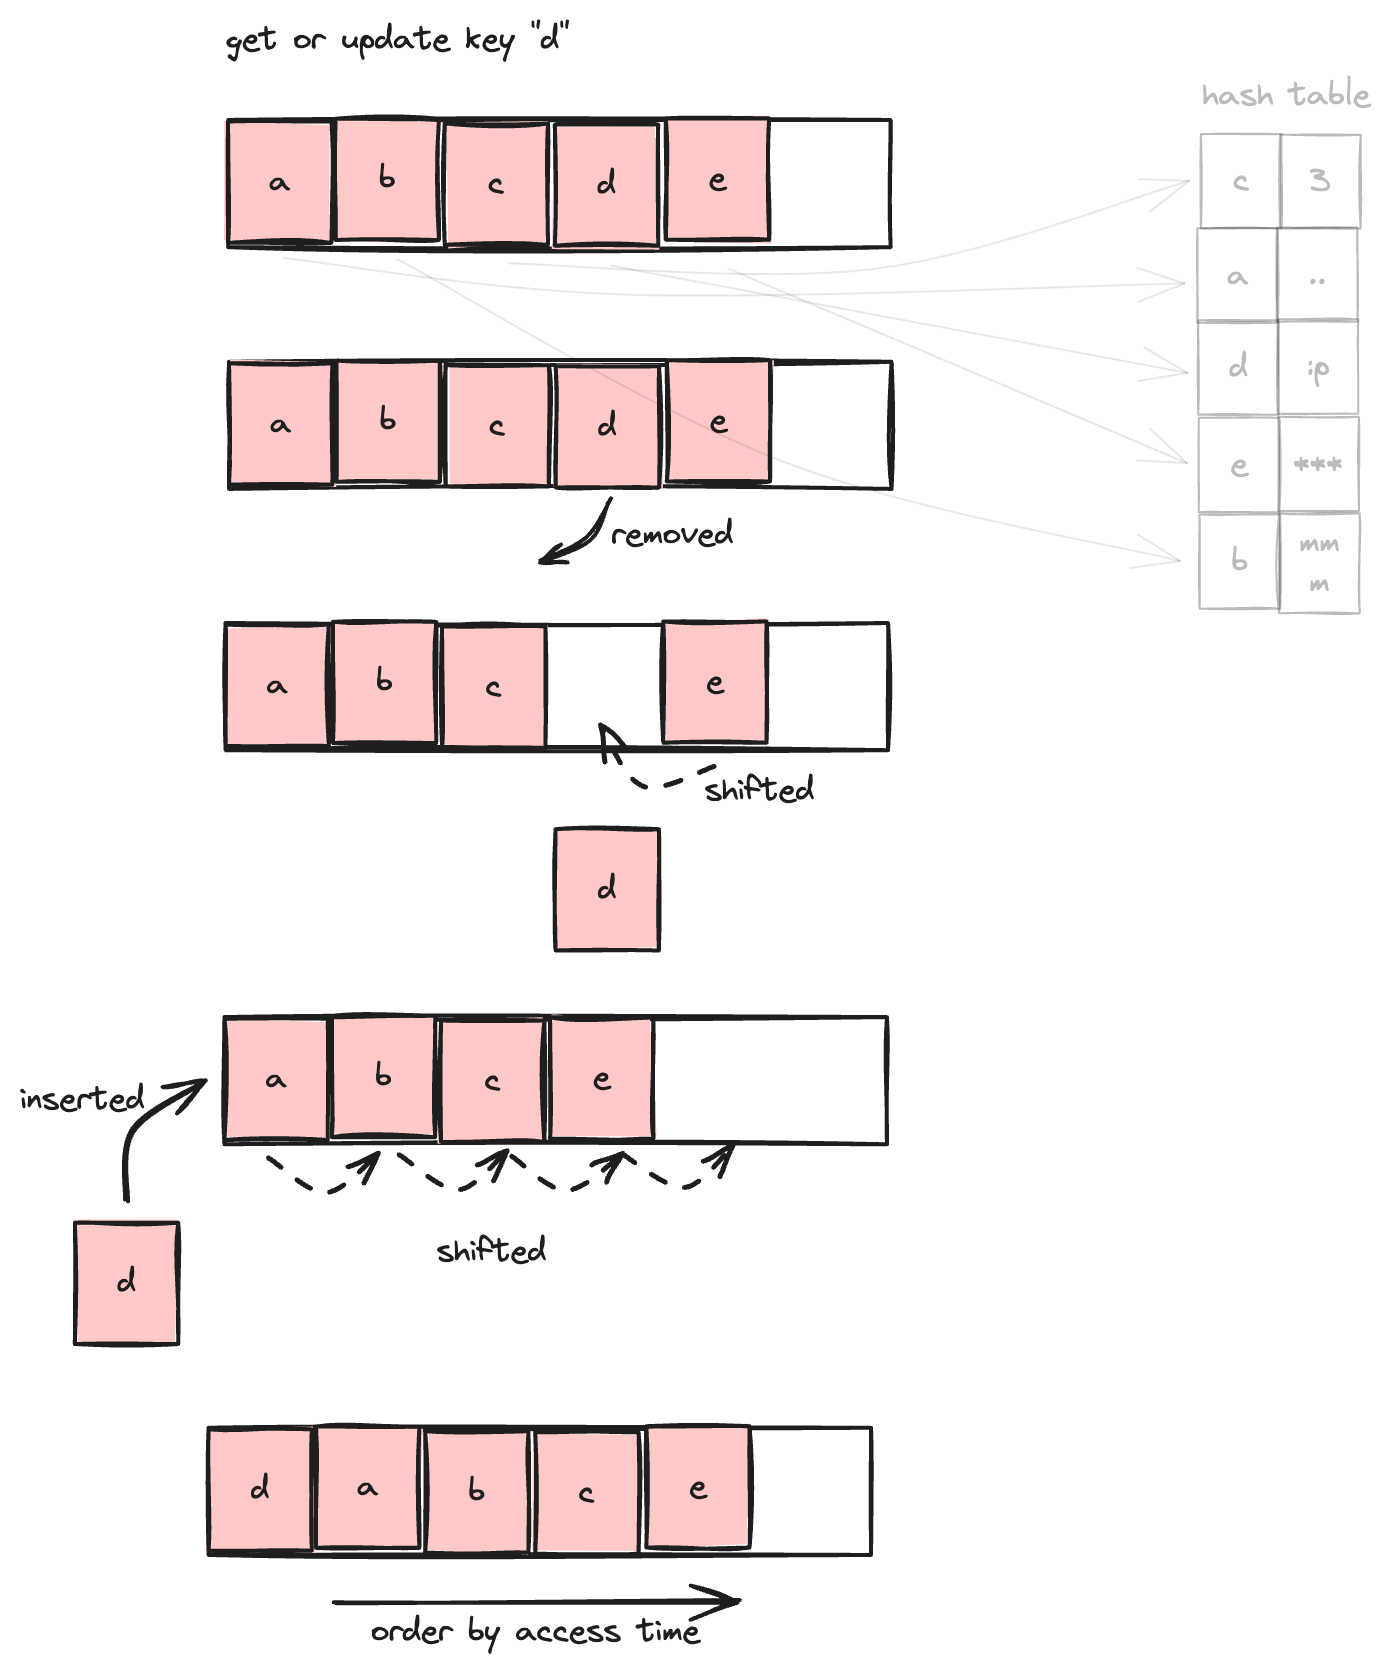 get or update key "d"
hash table
a b c d e
c 3
a ..
d ip
e ***
b mm
m
a b c d e
removed
a b c e
shifted
d
a b c e
inserted
shifted
d
d a b c e
order by access time